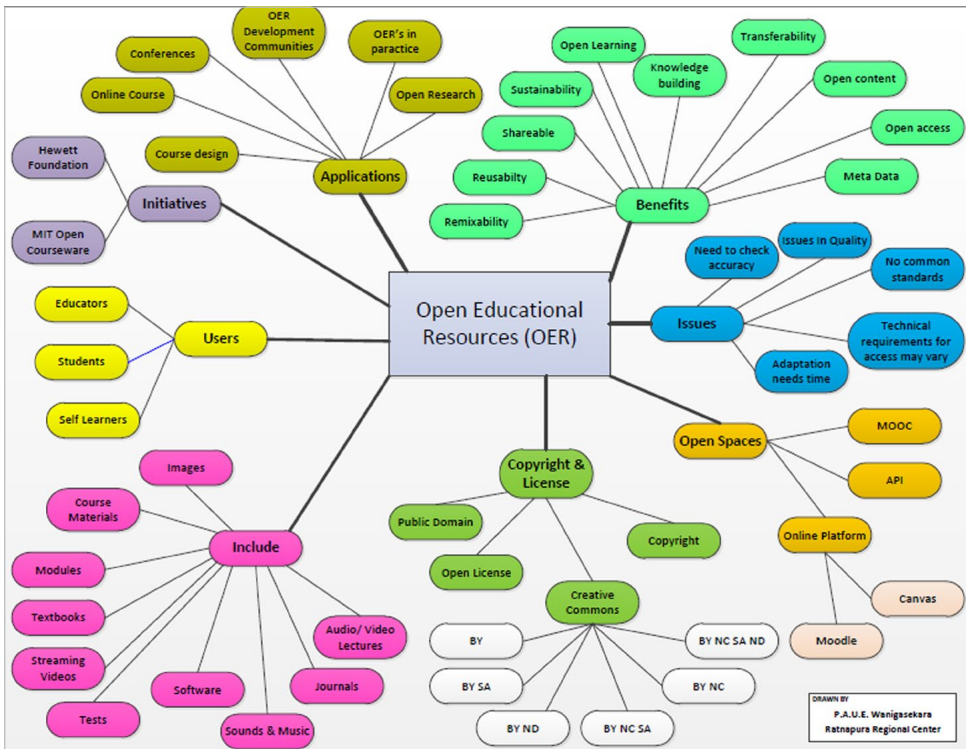 OER
Development
Communities
Conferences
OER's in
paractice
Online Course
Open Research
Course design
Applications
Open Learning
Transferability
Knowledge
building
Sustainability
Open content
Shareable
Open access
Reusabilty
Meta Data
Remixability
Benefits
Hewett
Foundation
Initiatives
MIT Open
Courseware
Need to check
accuracy
Issues In Quality
No common
standards
Issues
Technical
requirements for
access may vary
Adaptation
needs time
Open Educational
Resources (OER)
Educators
Users
Students
Self Learners
Open Spaces
MOOC
API
Online Platform
Canvas
Moodle
Copyright &
License
Public Domain
Copyright
Open License
Creative
Commons
BY
BY NC SA ND
BY SA
BY NC
BY ND
BY NC SA
Images
Course
Materials
Include
Modules
Textbooks
Audio/ Video
Lectures
Streaming
Videos
Software
Journals
Tests
Sounds & Music
DRAWN BY
P.A.U.E. Wanigasekara
Ratnapura Regional Center